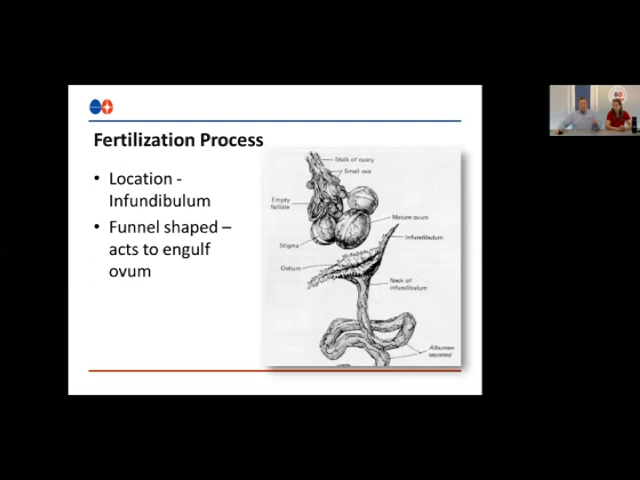 Fertilization Process
• Location -
Infundibulum
• Funnel shaped –
acts to engulf
ovum
Stalk of ovary
Small ova
Empty
follicle
Mature ovum
Infundibulum
Stigma
Ostium
Neck of
infundibulum
Albumen
secreted